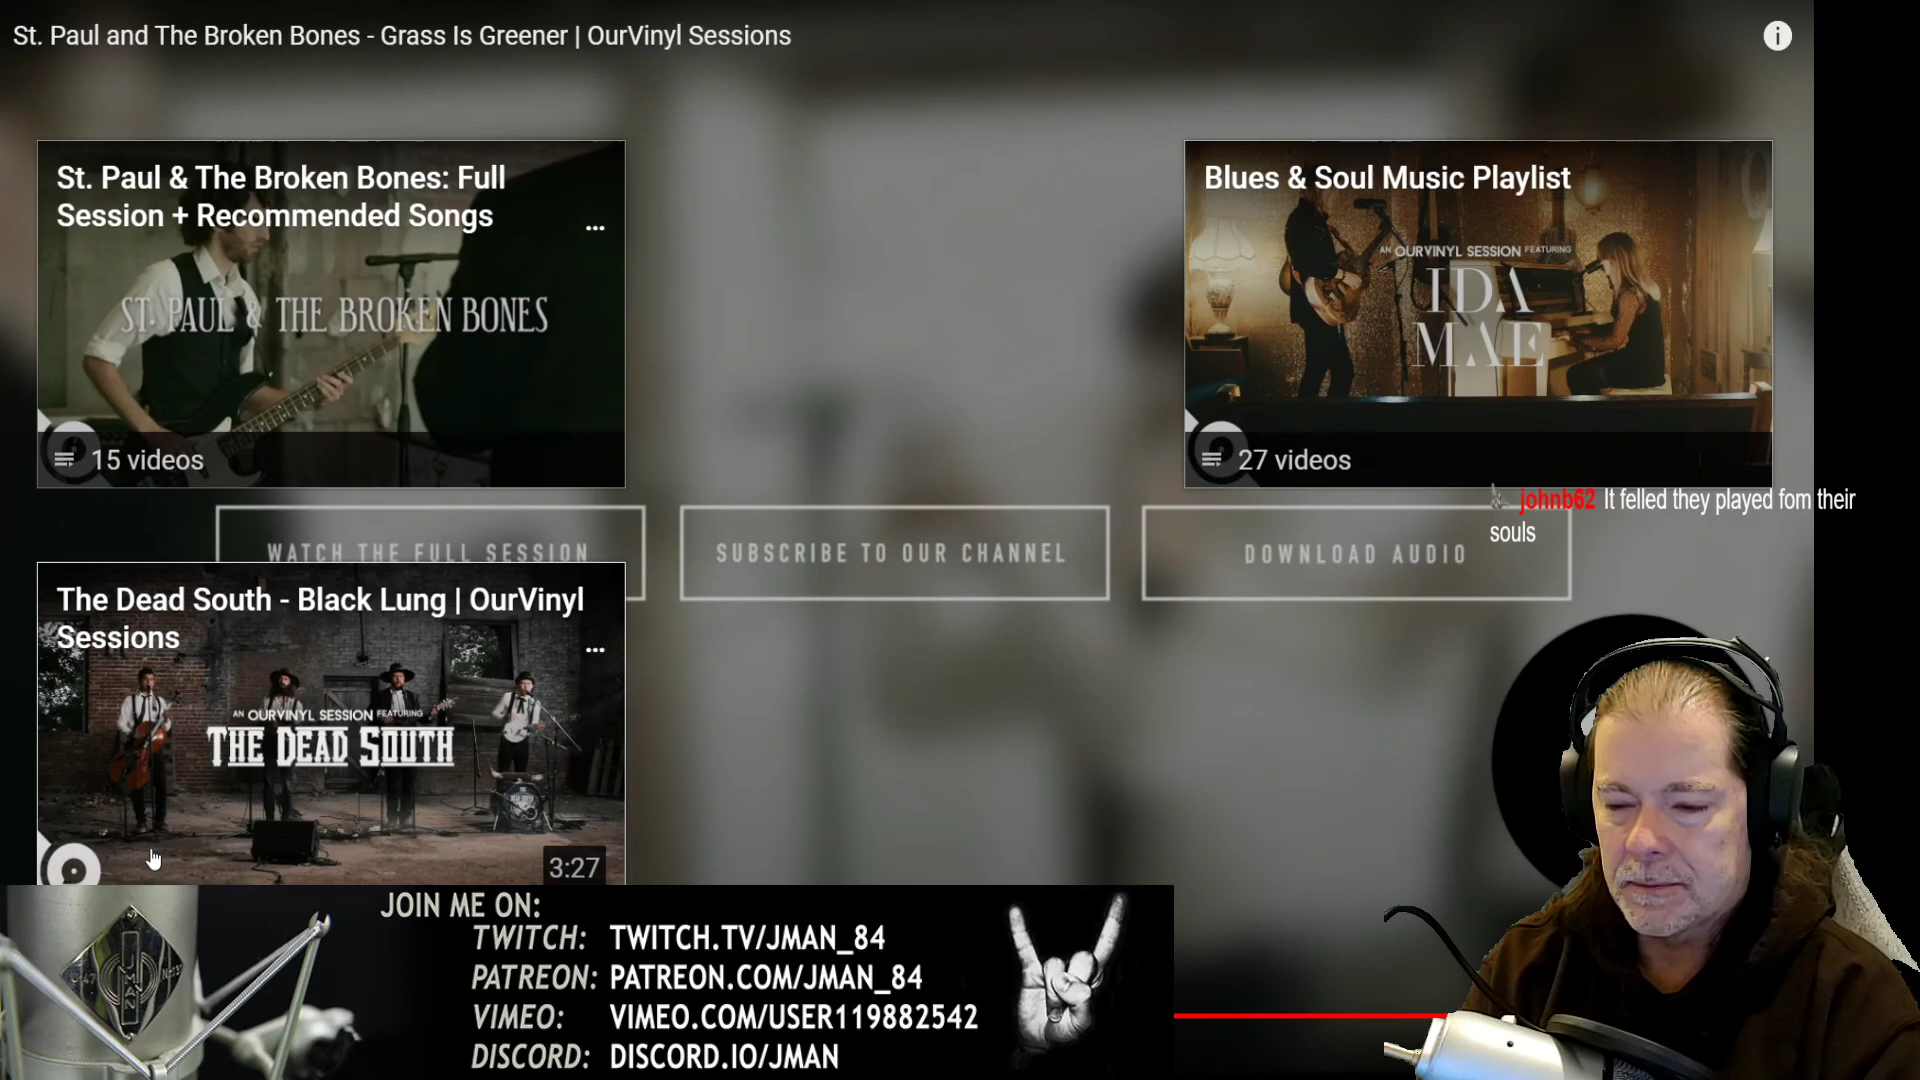 St. Paul and The Broken Bones - Grass Is Greener | OurVinyl Sessions
St. Paul & The Broken Bones: Full
Session + Recommended Songs
ST. PAUL & THE BROKEN BONES
15 videos
Blues & Soul Music Playlist
AN OURVINYL SESSION FEATURING
IDA
MAE
27 videos
johnb62 It felled they played fom their
souls
WATCH THE FULL SESSION
SUBSCRIBE TO OUR CHANNEL
DOWNLOAD AUDIO
The Dead South - Black Lung | OurVinyl
Sessions
AN OURVINYL SESSION FEATURING
THE DEAD SOUTH
3:27
JOIN ME ON:
TWITCH: TWITCH.TV/JMAN_84
PATREON: PATREON.COM/JMAN_84
VIMEO: VIMEO.COM/USER119882542
DISCORD: DISCORD.IO/JMAN
JMAN